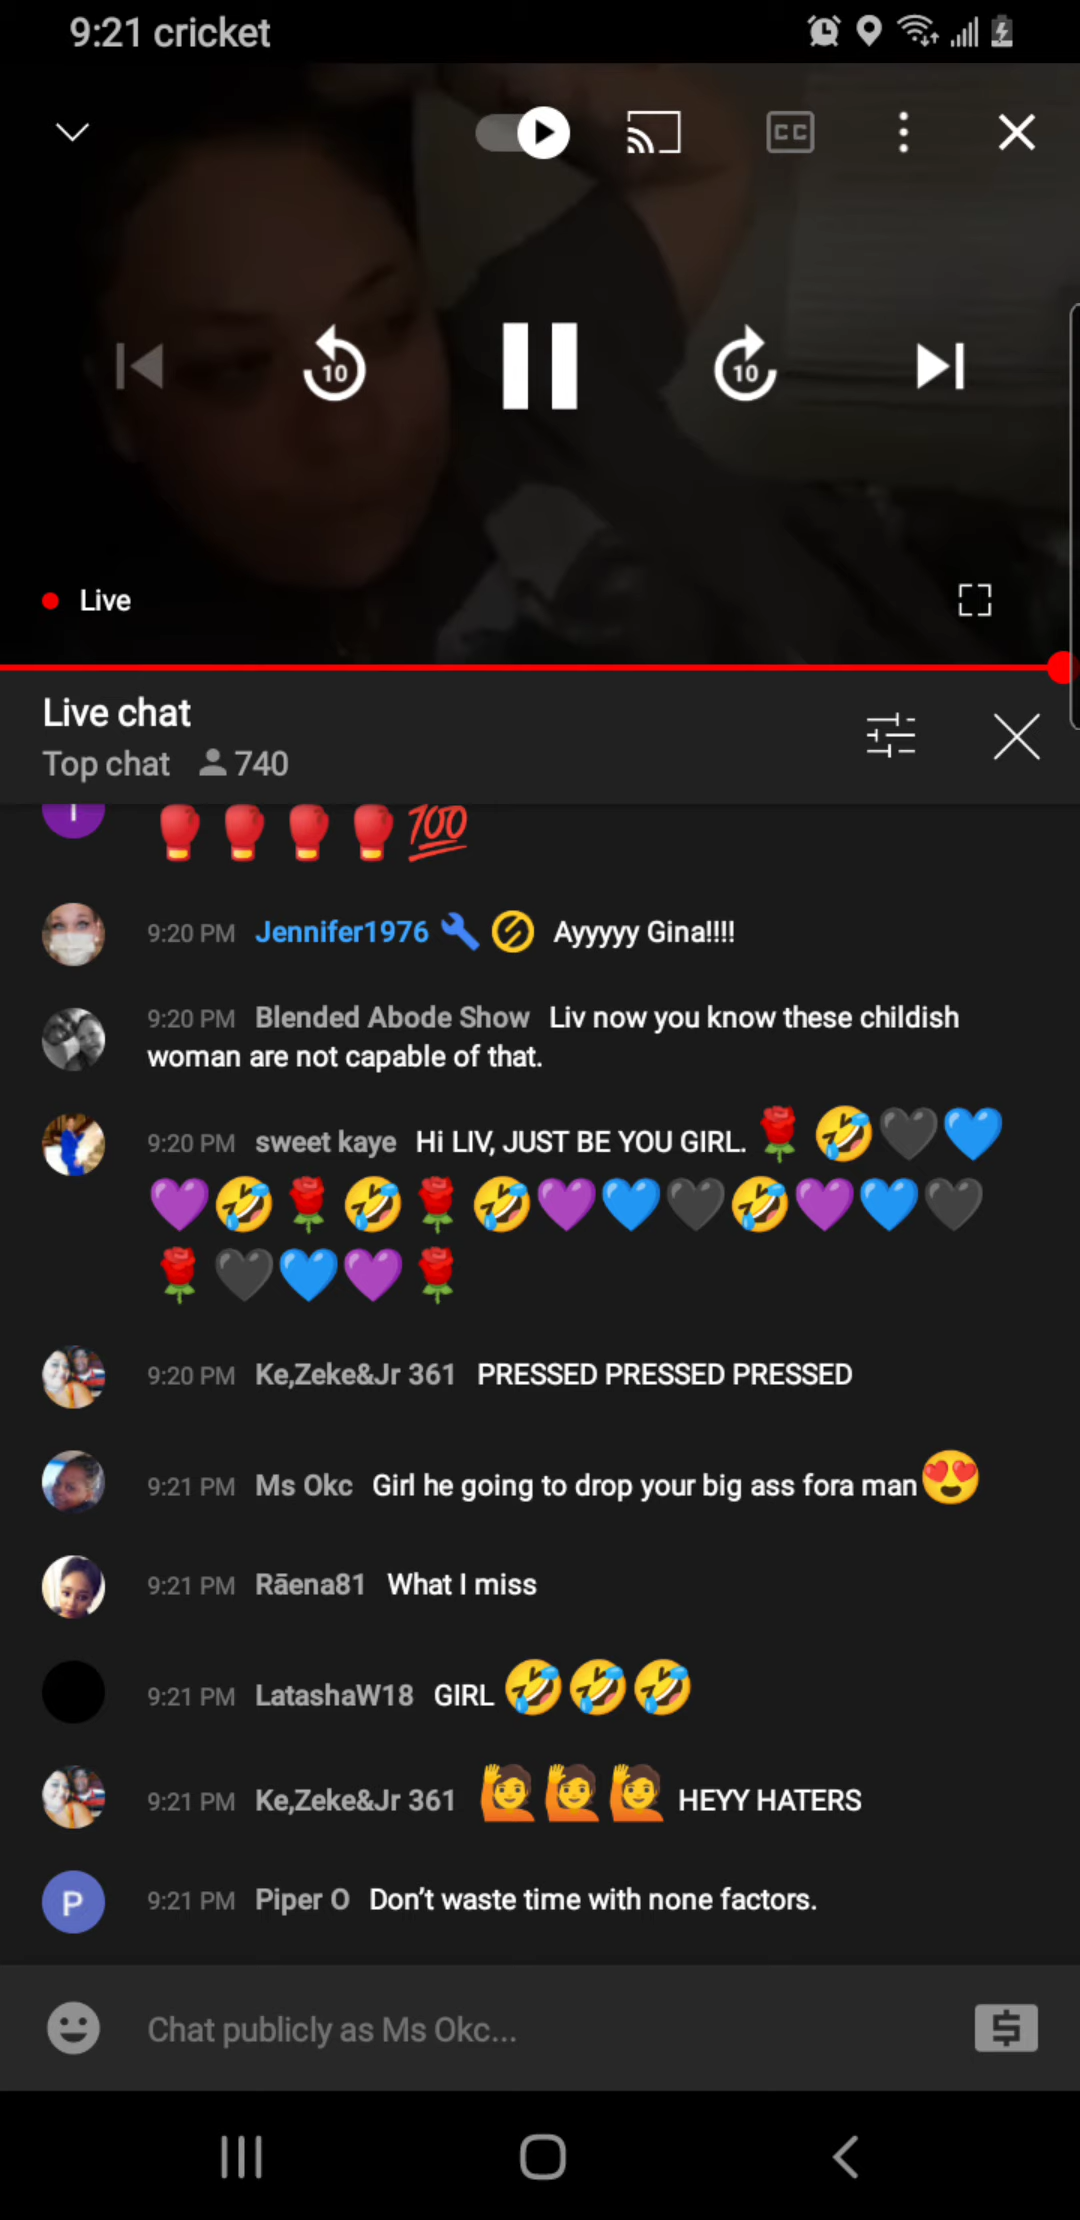 9:21 cricket
CC
10
10
Live
Live chat
Top chat 740
9:20 PM Jennifer1976 Ayyyyy Gina!!!!
9:20 PM Blended Abode Show Liv now you know these childish
woman are not capable of that.
9:20 PM sweet kaye Hi LIV, JUST BE YOU GIRL.
9:20 PM Ke,Zeke&Jr 361 PRESSED PRESSED PRESSED
9:21 PM Ms Okc Girl he going to drop your big ass fora man
9:21 PM Rāena81 What I miss
9:21 PM LatashaW18 GIRL
9:21 PM Ke,Zeke&Jr 361 HEYY HATERS
P 9:21 PM Piper O Don't waste time with none factors.
Chat publicly as Ms Okc...